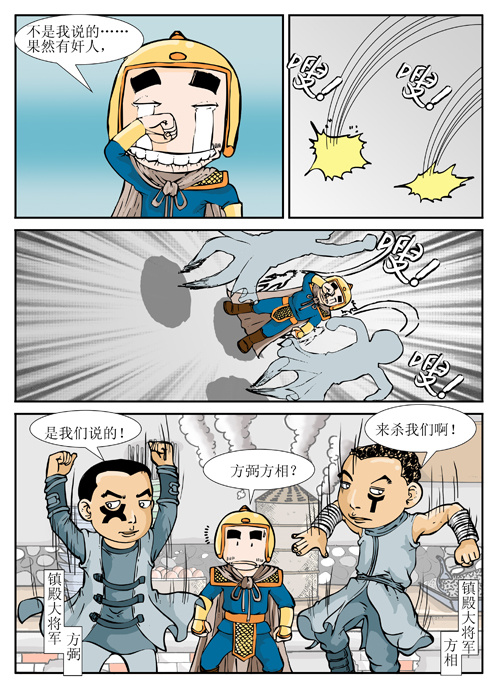 不是我说的……
果然有奸人，
嗖！
嗖！
嗖！
嗖！
是我们说的！
方弼方相？
来杀我们啊！
镇殿大将军
方弼
镇殿大将军
方相